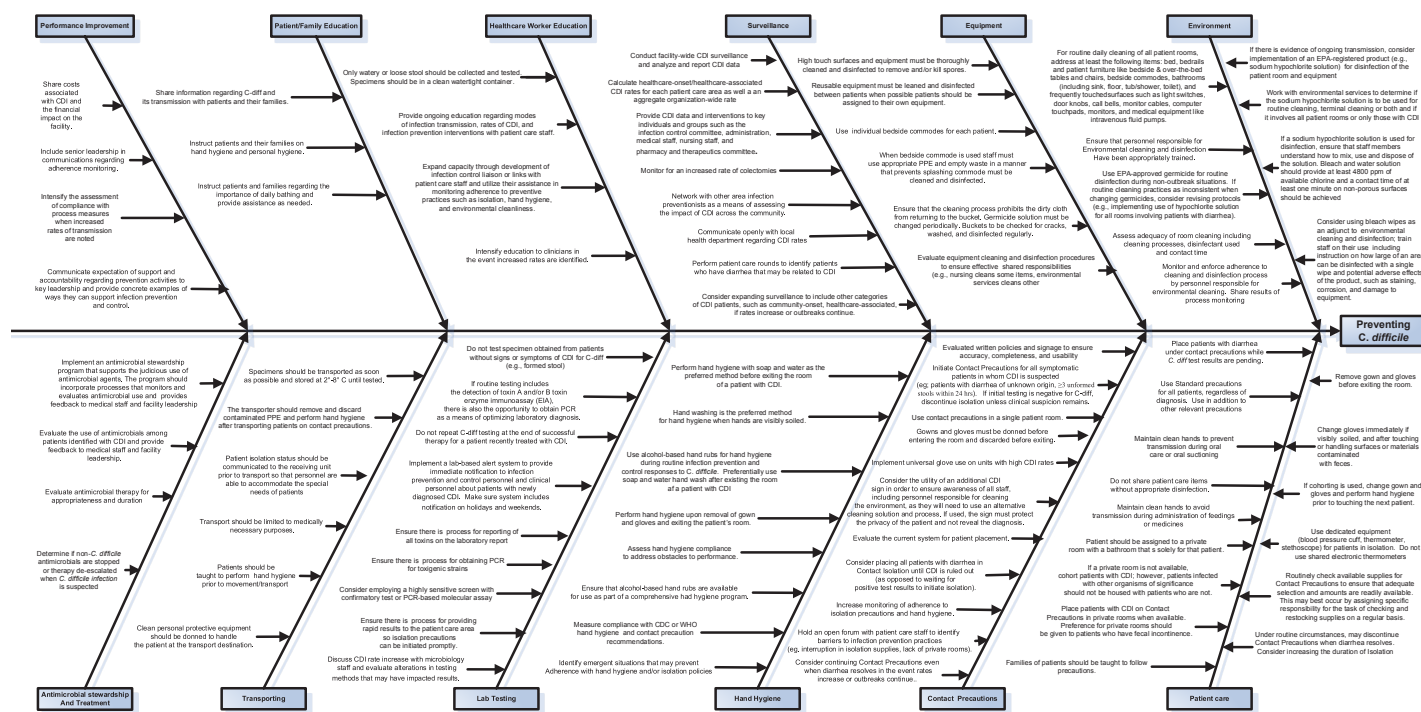 Performance Improvement
Patient/Family Education
Healthcare Worker Education
Surveillance
Equipment
Environment
Share costs
associated
with CDI and
the financial
impact on the
facility.
Include senior leadership in
communications regarding
adherence monitoring.
Intensify the assessment
of compliance with
process measures
when increased
rates of transmission
are noted
Communicate expectation of support and
accountability regarding prevention activities to
key leadership and provide concrete examples of
ways they can support infection prevention
and control.
Share information regarding C-diff and
its transmission with patients and their families.
Instruct patients and their families on
hand hygiene and personal hygiene.
Instruct patients and families regarding the
importance of daily bathing and
provide assistance as needed.
Only watery or loose stool should be collected and tested.
Specimens should be in a clean watertight container.
Provide ongoing education regarding modes
of infection transmission, rates of CDI, and
infection prevention interventions with patient care staff.
Expand capacity through development of
infection control liaison or links with
patient care staff and utilize their assistance in
monitoring adherence to preventive
practices such as isolation, hand hygiene,
and environmental cleanliness.
Intensify education to clinicians in
the event increased rates are identified.
Conduct facility-wide CDI surveillance
and analyze and report CDI data
Calculate healthcare-onset/healthcare-associated
CDI rates for each patient care area as well a an
aggregate organization-wide rate
Provide CDI data and interventions to key
individuals and groups such as the
infection control committee, administration,
medical staff, nursing staff, and
pharmacy and therapeutics committee.
Monitor for an increased rate of colectomies
Network with other area infection
preventionists as a means of assessing
the impact of CDI across the community.
Communicate openly with local
health department regarding CDI rates
Perform patient care rounds to identify patients
who have diarrhea that may be related to CDI
Consider expanding surveillance to include other categories
of CDI patients, such as community-onset, healthcare-associated,
if rates increase or outbreaks continue.
High touch surfaces and equipment must be thoroughly
cleaned and disinfected to remove and/or kill spores.
Reusable equipment must be cleaned and disinfected
between patients when possible patients should be
assigned to their own equipment.
Use individual bedside commodes for each patient.
When bedside commode is used staff must
use appropriate PPE and empty waste in a manner
that prevents splashing commode must
be cleaned and disinfected.
Ensure that the cleaning process prohibits the dirty cloth
from returning to the bucket. Germicide solution must be
changed periodically. Buckets to be checked for cracks,
washed, and disinfected regularly.
Evaluate equipment cleaning and disinfection procedures
to ensure effective shared responsibilities
(e.g., nursing cleans some items, environmental
services cleans other
For routine daily cleaning of all patient rooms,
address at least the following items: bed, bedrails
and patient furniture like bedside & over-the-bed
tables and chairs, bedside commodes, bathrooms
(including sink, floor, tub/shower, toilet), and
frequently touchedsurfaces such as light switches,
door knobs, call bells, monitor cables, computer
touchpads, monitors, and medical equipment like
intravenous fluid pumps.
Ensure that personnel responsible for
Environmental cleaning and disinfection
Have been appropriately trained.
Use EPA-approved germicide for routine
disinfection during non-outbreak situations. If
routine cleaning practices as inconsistent when
changing germicides, consider revising protocols
(e.g., implementing use of hypochlorite solution
for all rooms involving patients with diarrhea).
Assess adequacy of room cleaning including
cleaning processes, disinfectant used
and contact time
Monitor and enforce adherence to
cleaning and disinfection process
by personnel responsible for
environmental cleaning. Share results of
process monitoring
If there is evidence of ongoing transmission, consider
implementation of an EPA-registered product (e.g.,
sodium hypochlorite solution) for disinfection of the
patient room and equipment
Work with environmental services to determine if
the sodium hypochlorite solution is to be used for
routine cleaning, terminal cleaning or both and if
it involves all patient rooms or only those with CDI
If a sodium hypochlorite solution is used for
disinfection, ensure that staff members
understand how to mix, use and dispose of
the solution. Bleach and water solution
should provide at least 4800 ppm of
available chlorine and a contact time of at
least one minute on non-porous surfaces
should be achieved
Consider using bleach wipes as
an adjunct to environmental
cleaning and disinfection; train
staff on their use including
instruction on how large of an area
can be disinfected with a single
wipe and potential adverse effects
of the product, such as staining,
corrosion, and damage to
equipment.
Preventing
C. difficile
Implement an antimicrobial stewardship
program that supports the judicious use of
antimicrobial agents. The program should
incorporate processes that monitors and
evaluates antimicrobial use and provides
feedback to medical staff and facility leadership
Evaluate the use of antimicrobials among
patients identified with CDI and provide
feedback to medical staff and facility
leadership.
Evaluate antimicrobial therapy for
appropriateness and duration
Determine if non-C. difficile
antimicrobials are stopped
or therapy de-escalated
when C. difficile infection
is suspected
Specimens should be transported as soon
as possible and stored at 2°-8° C until tested.
The transporter should remove and discard
contaminated PPE and perform hand hygiene
after transporting patients on contact precautions.
Patient isolation status should be
communicated to the receiving unit
prior to transport so that personnel are
able to accommodate the special
needs of patients
Transport should be limited to medically
necessary purposes.
Patients should be
taught to perform hand hygiene
prior to movement/transport
Clean personal protective equipment
should be donned to handle
the patient at the transport destination.
Do not test specimen obtained from patients
without signs or symptoms of CDI for C-diff
(e.g., formed stool)
If routine testing includes
the detection of toxin A and/or B toxin
enzyme immunoassay (EIA),
there is also the opportunity to obtain PCR
as a means of optimizing laboratory diagnosis.
Do not repeat C-diff testing at the end of successful
therapy for a patient recently treated with CDI.
Implement a lab-based alert system to provide
immediate notification to infection
prevention and control personnel and clinical
personnel about patients with newly
diagnosed CDI. Make sure system includes
notification on holidays and weekends.
Ensure there is process for reporting of
all toxins on the laboratory report
Ensure there is process for obtaining PCR
for toxigenic strains
Consider employing a highly sensitive screen with
confirmatory test or PCR-based molecular assay
Ensure there is process for providing
rapid results to the patient care area
so isolation precautions
can be initiated promptly.
Discuss CDI rate increase with microbiology
staff and evaluate alterations in testing
methods that may have impacted results.
Perform hand hygiene with soap and water as the
preferred method before exiting the room
of a patient with CDI.
Hand washing is the preferred method
for hand hygiene when hands are visibly soiled.
Use alcohol-based hand rubs for hand hygiene
during routine infection prevention and
control responses to C. difficile. Preferentially use
soap and water hand wash after existing the room
of a patient with CDI
Perform hand hygiene upon removal of gown
and gloves and exiting the patient's room.
Assess hand hygiene compliance
to address obstacles to performance.
Ensure that alcohol-based hand rubs are available
for use as part of a comprehensive had hygiene program.
Measure compliance with CDC or WHO
hand hygiene and contact precaution
recommendations.
Identify emergent situations that may prevent
Adherence with hand hygiene and/or isolation policies
Evaluated written policies and signage to ensure
accuracy, completeness, and usability
Initiate Contact Precautions for all symptomatic
patients in whom CDI is suspected
(eg; patients with diarrhea of unknown origin, ≥3 unformed
stools within 24 hrs). If initial testing is negative for C-diff,
discontinue isolation unless clinical suspicion remains.
Use contact precautions in a single patient room.
Gowns and gloves must be donned before
entering the room and discarded before exiting.
Implement universal glove use on units with high CDI rates
Consider the utility of an additional CDI
sign in order to ensure awareness of all staff,
including personnel responsible for cleaning
the environment, as they will need to use an alternative
cleaning solution and process. If used, the sign must protect
the privacy of the patient and not reveal the diagnosis.
Evaluate the current system for patient placement.
Consider placing all patients with diarrhea in
Contact Isolation until CDI is ruled out
(as opposed to waiting for
positive test results to initiate isolation).
Increase monitoring of adherence to
isolation precautions and hand hygiene.
Hold an open forum with patient care staff to identify
barriers to infection prevention practices
(eg, interruption in isolation supplies, lack of private rooms).
Consider continuing Contact Precautions even
when diarrhea resolves in the event rates
increase or outbreaks continue.
Place patients with diarrhea
under contact precautions while
C. diff test results are pending.
Use Standard precautions
for all patients, regardless of
diagnosis. Use in addition to
other relevant precautions
Maintain clean hands to prevent
transmission during oral
care or oral suctioning
Do not share patient care items
without appropriate disinfection.
Maintain clean hands to avoid
transmission during administration of feedings
or medicines
Patient should be assigned to a private
room with a bathroom that s solely for that patient.
If a private room is not available,
cohort patients with CDI; however, patients infected
with other organisms of significance
should not be housed with patients who are not.
Place patients with CDI on Contact
Precautions in private rooms when available.
Preference for private rooms should
be given to patients who have fecal incontinence.
Families of patients should be taught to follow
precautions.
Remove gown and gloves
before exiting the room.
Change gloves immediately if
visibly soiled, and after touching
or handling surfaces or materials
contaminated
with feces.
If cohorting is used, change gown and
gloves and perform hand hygiene
prior to touching the next patient.
Use dedicated equipment
(blood pressure cuff, thermometer,
stethoscope) for patients in isolation. Do not
use shared electronic thermometers
Routinely check available supplies for
Contact Precautions to ensure that adequate
selection and amounts are readily available.
This may best occur by assigning specific
responsibility for the task of checking and
restocking supplies on a regular basis.
Under routine circumstances, may discontinue
Contact Precautions when diarrhea resolves.
Consider increasing the duration of Isolation
Antimicrobial stewardship
And Treatment
Transporting
Lab Testing
Hand Hygiene
Contact Precautions
Patient care